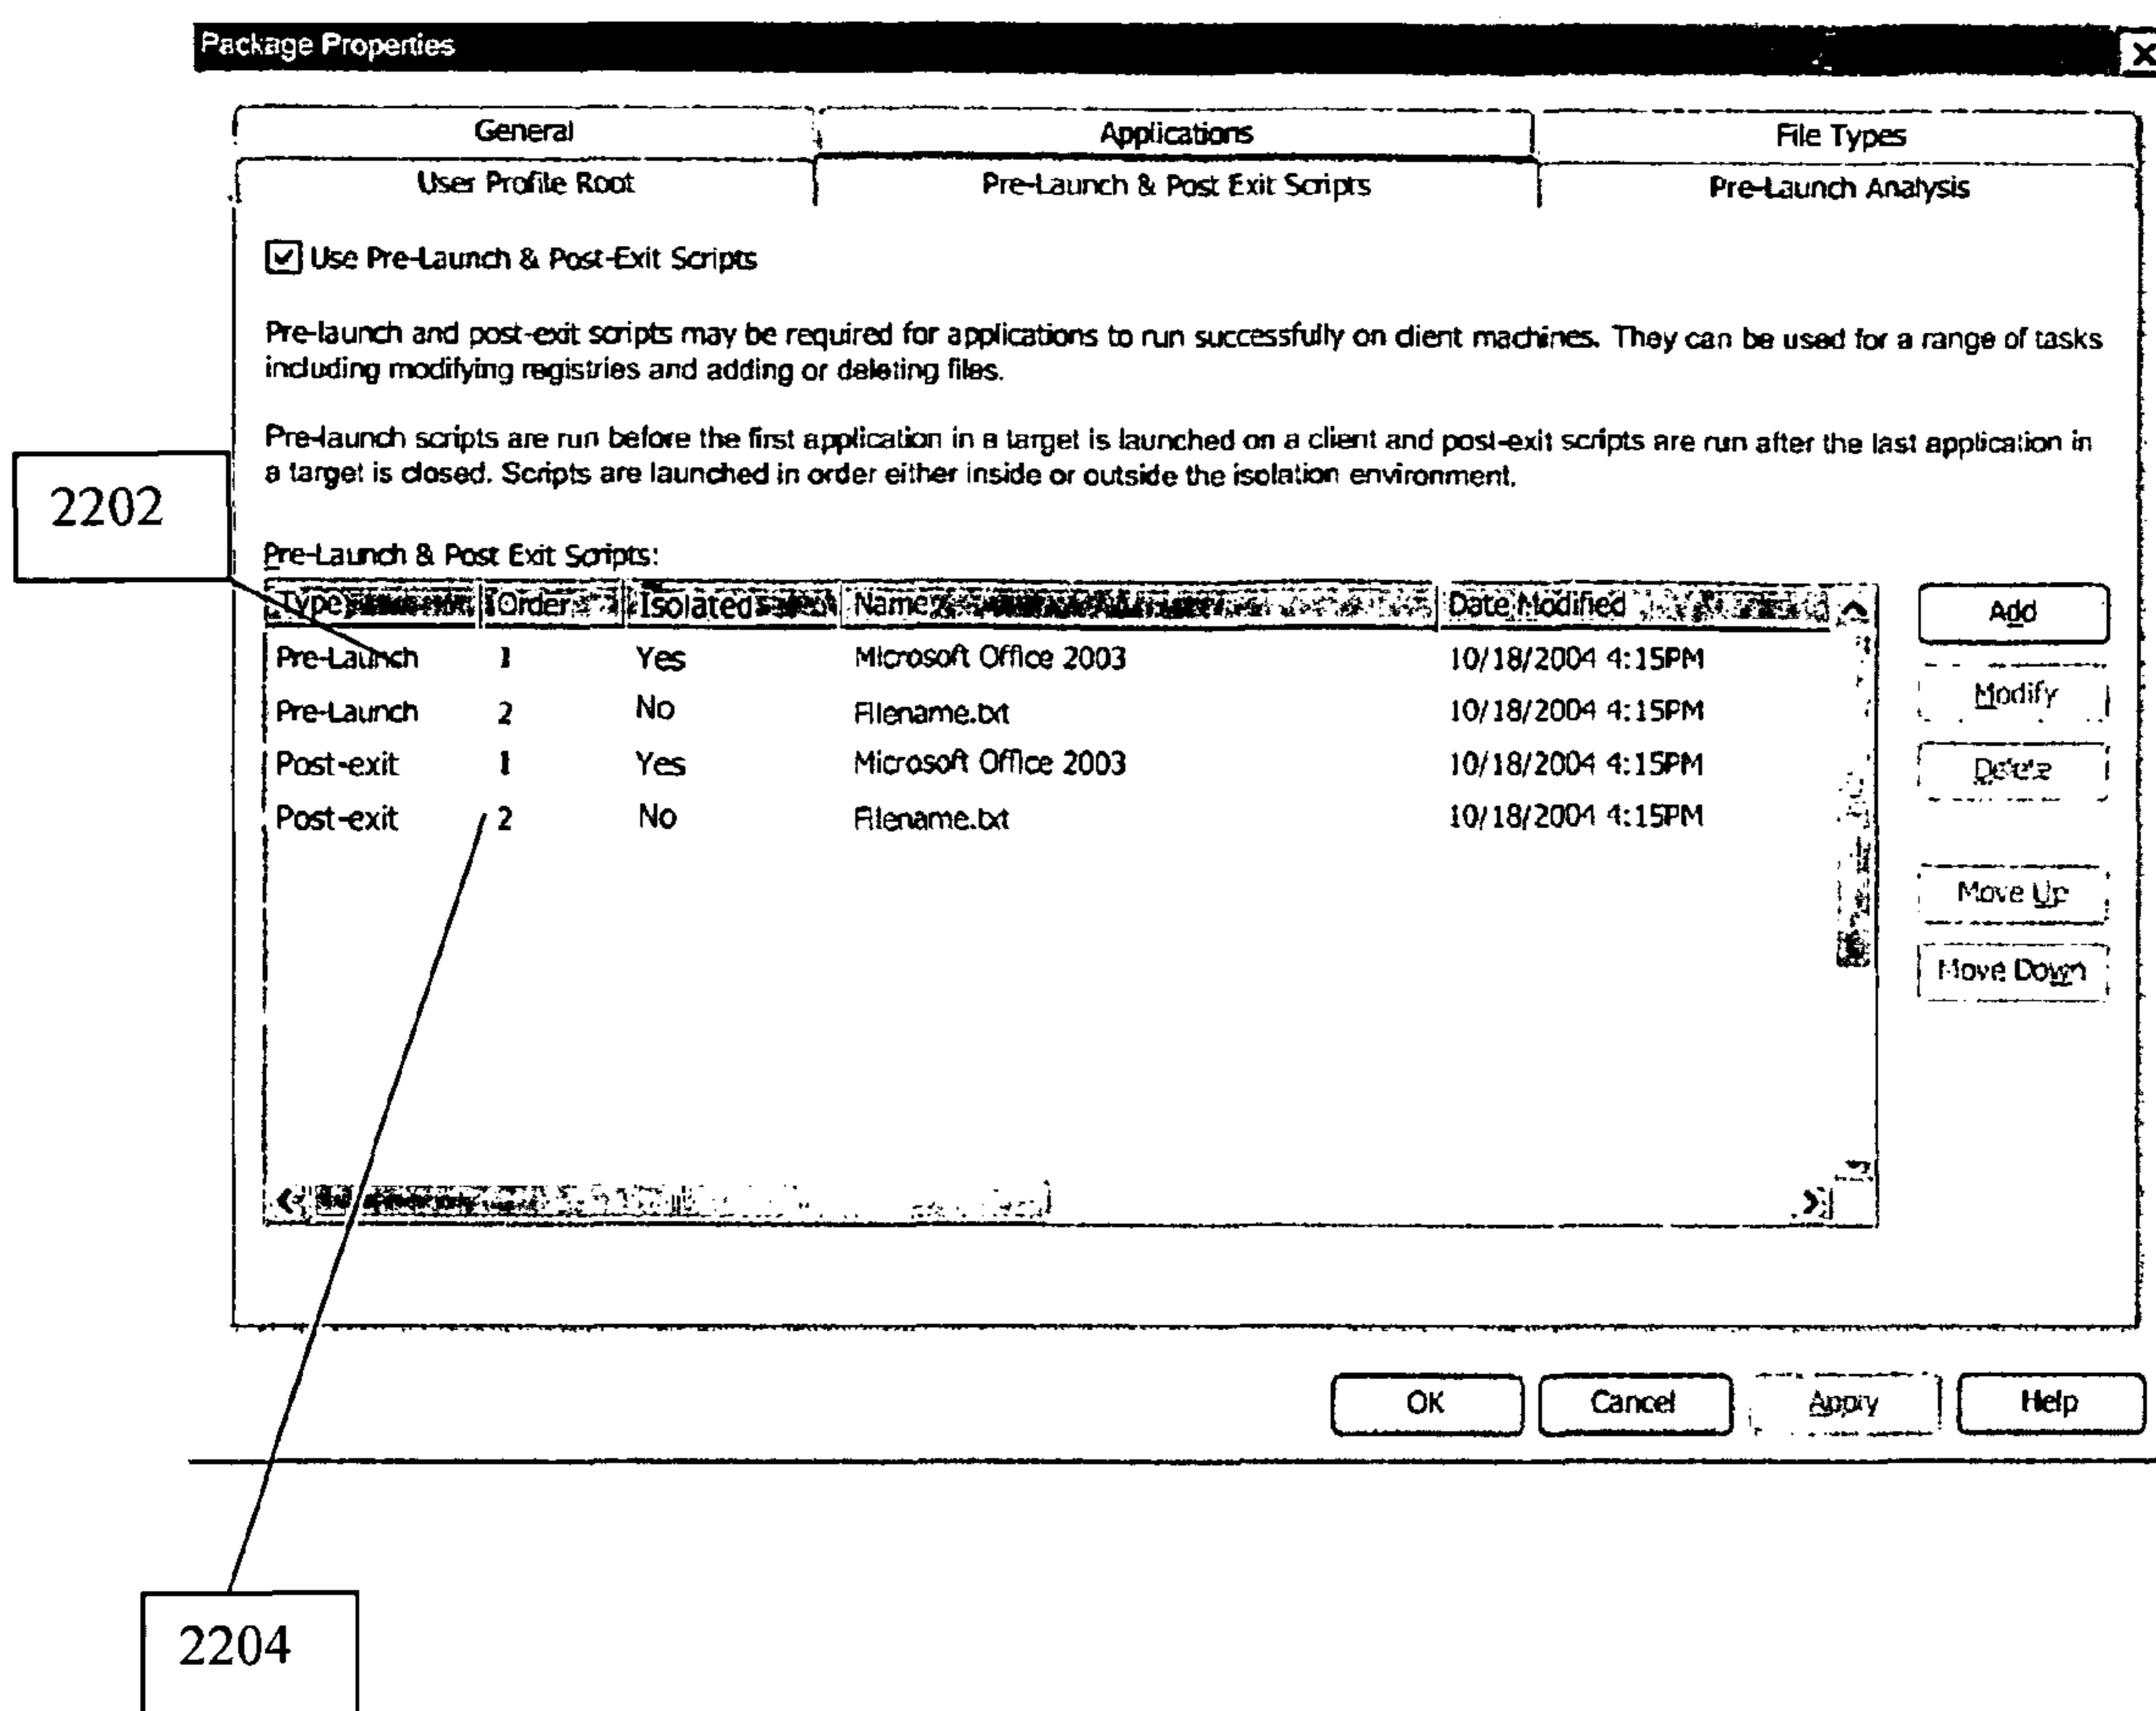 Package Properties
General Applications File Types
User Profile Root Pre-Launch & Post Exit Scripts Pre-Launch Analysis
Use Pre-Launch & Post-Exit Scripts
Pre-launch and post-exit scripts may be required for applications to run successfully on client machines. They can be used for a range of tasks
including modifying registries and adding or deleting files.
Pre-launch scripts are run before the first application in a target is launched on a client and post-exit scripts are run after the last application in
a target is closed. Scripts are launched in order either inside or outside the isolation environment.
2202
Pre-Launch & Post Exit Scripts:
Type Order Isolated Name Date Modified Add
Pre-Launch 1 Yes Microsoft Office 2003 10/18/2004 4:15PM
Modify
Pre-Launch 2 No Filename.txt 10/18/2004 4:15PM
Post-exit 1 Yes Microsoft Office 2003 10/18/2004 4:15PM Delete
Post-exit 2 No Filename.txt 10/18/2004 4:15PM
Move Up
Move Down
OK Cancel Apply Help
2204